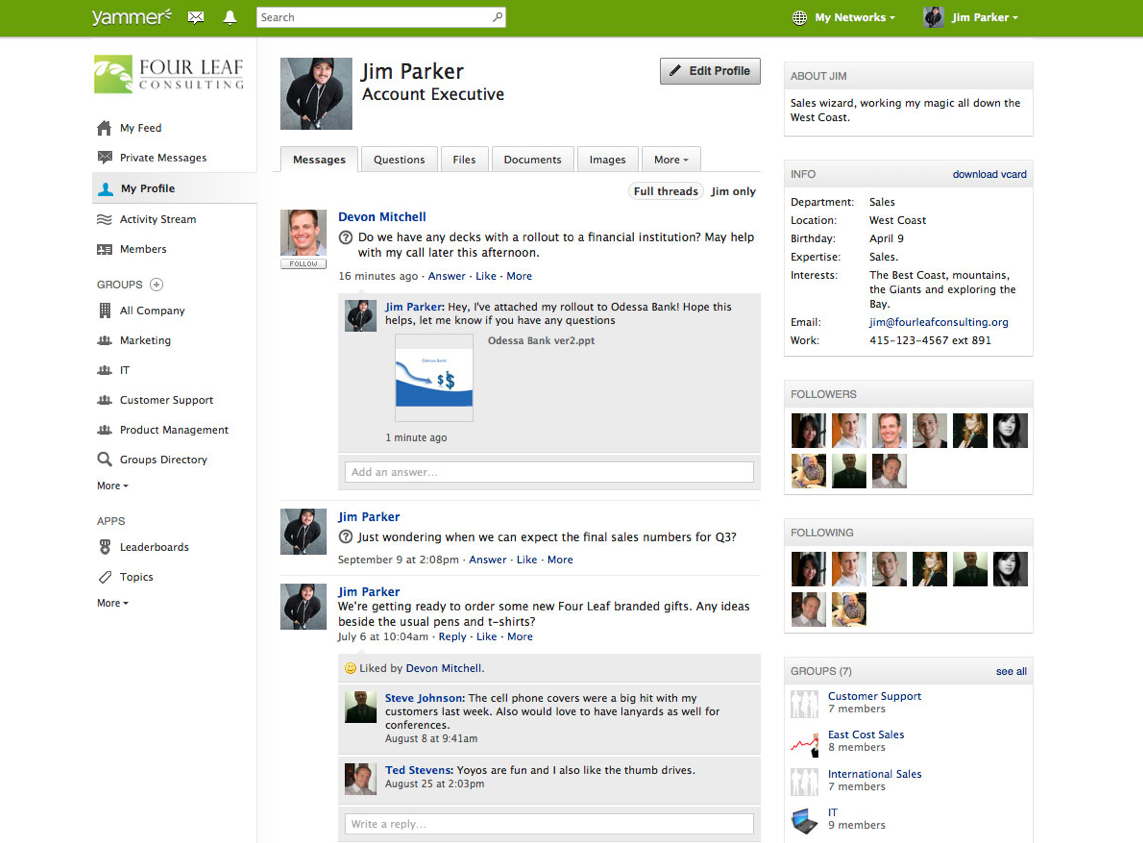 yammer
Search
My Networks
Jim Parker
FOUR LEAF
CONSULTING
My Feed
Private Messages
My Profile
Activity Stream
Members
GROUPS
All Company
Marketing
IT
Customer Support
Product Management
Groups Directory
More
APPS
Leaderboards
Topics
More
Jim Parker
Account Executive
Edit Profile
Messages
Questions
Files
Documents
Images
More
Full threads
Jim only
Devon Mitchell
FOLLOW
Do we have any decks with a rollout to a financial institution? May help
with my call later this afternoon.
16 minutes ago · Answer · Like · More
Jim Parker: Hey, I've attached my rollout to Odessa Bank! Hope this
helps, let me know if you have any questions
Odessa Bank
$$
Odessa Bank ver2.ppt
1 minute ago
Add an answer...
Jim Parker
Just wondering when we can expect the final sales numbers for Q3?
September 9 at 2:08pm · Answer · Like · More
Jim Parker
We're getting ready to order some new Four Leaf branded gifts. Any ideas
beside the usual pens and t-shirts?
July 6 at 10:04am · Reply · Like · More
Liked by Devon Mitchell.
Steve Johnson: The cell phone covers were a big hit with my
customers last week. Also would love to have lanyards as well for
conferences.
August 8 at 9:41am
Ted Stevens: Yoyos are fun and I also like the thumb drives.
August 25 at 2:03pm
Write a reply...
ABOUT JIM
Sales wizard, working my magic all down the
West Coast.
INFO
download vcard
Department: Sales
Location: West Coast
Birthday: April 9
Expertise: Sales.
Interests: The Best Coast, mountains,
the Giants and exploring the
Bay.
Email: jim@fourleafconsulting.org
Work: 415-123-4567 ext 891
FOLLOWERS
FOLLOWING
GROUPS (7)
see all
Customer Support
7 members
East Cost Sales
8 members
International Sales
7 members
IT
9 members